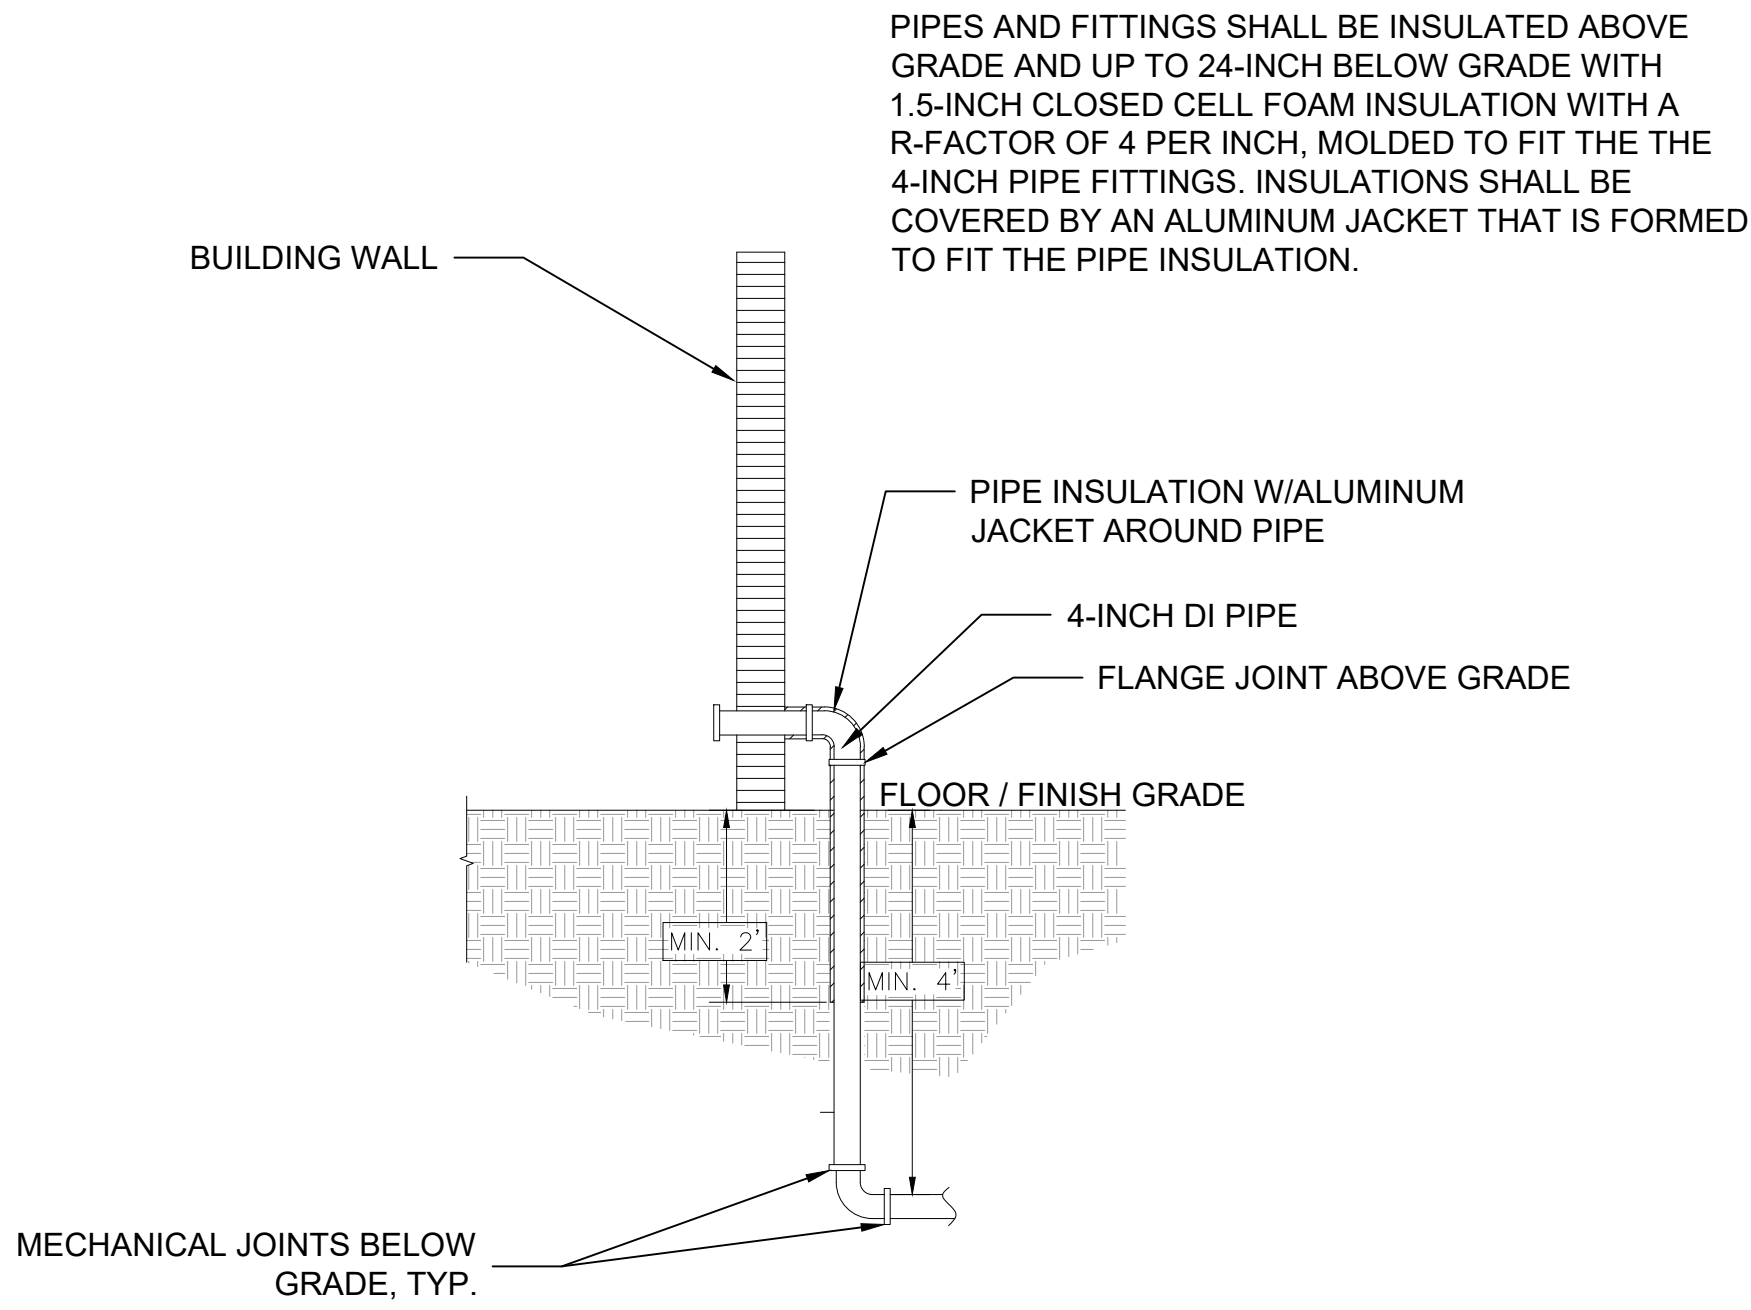 PIPES AND FITTINGS SHALL BE INSULATED ABOVE
GRADE AND UP TO 24-INCH BELOW GRADE WITH
1.5-INCH CLOSED CELL FOAM INSULATION WITH A
R-FACTOR OF 4 PER INCH, MOLDED TO FIT THE THE
4-INCH PIPE FITTINGS. INSULATIONS SHALL BE
COVERED BY AN ALUMINUM JACKET THAT IS FORMED
TO FIT THE PIPE INSULATION.
BUILDING WALL
PIPE INSULATION W/ALUMINUM
JACKET AROUND PIPE
4-INCH DI PIPE
FLANGE JOINT ABOVE GRADE
FLOOR / FINISH GRADE
MIN. 2'
MIN. 4'
MECHANICAL JOINTS BELOW
GRADE, TYP.